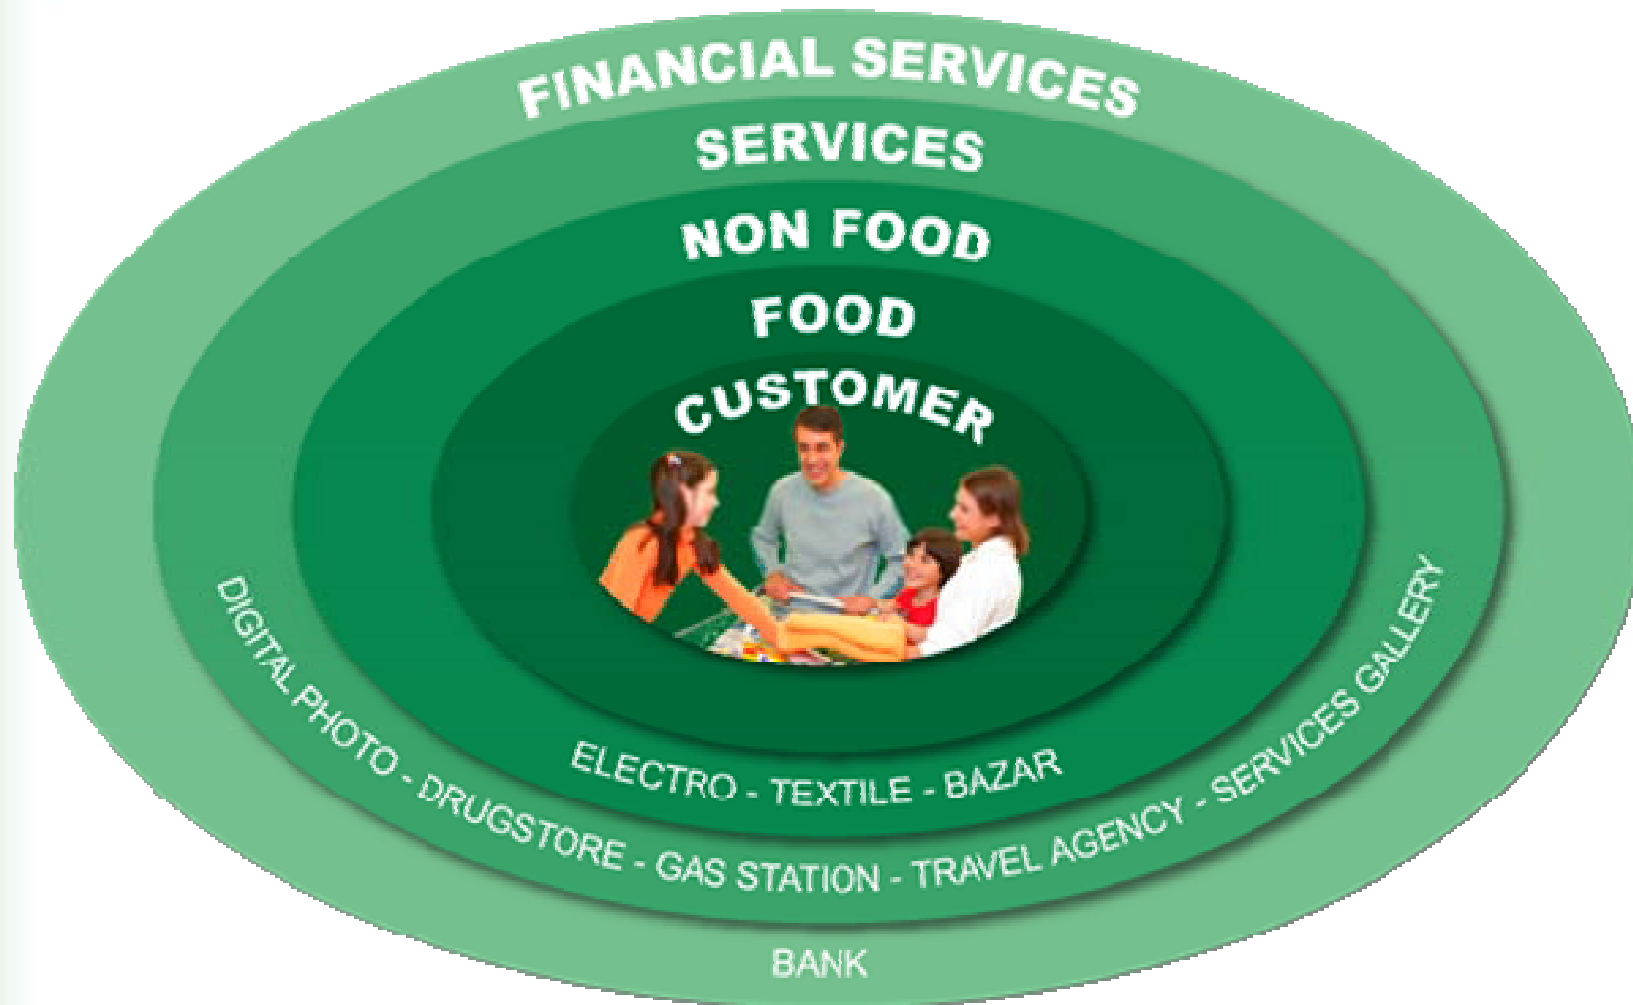 FINANCIAL SERVICES
SERVICES
NON FOOD
FOOD
CUSTOMER
ELECTRO - TEXTILE - BAZAR
DIGITAL PHOTO - DRUGSTORE - GAS STATION - TRAVEL AGENCY - SERVICES GALLERY
BANK